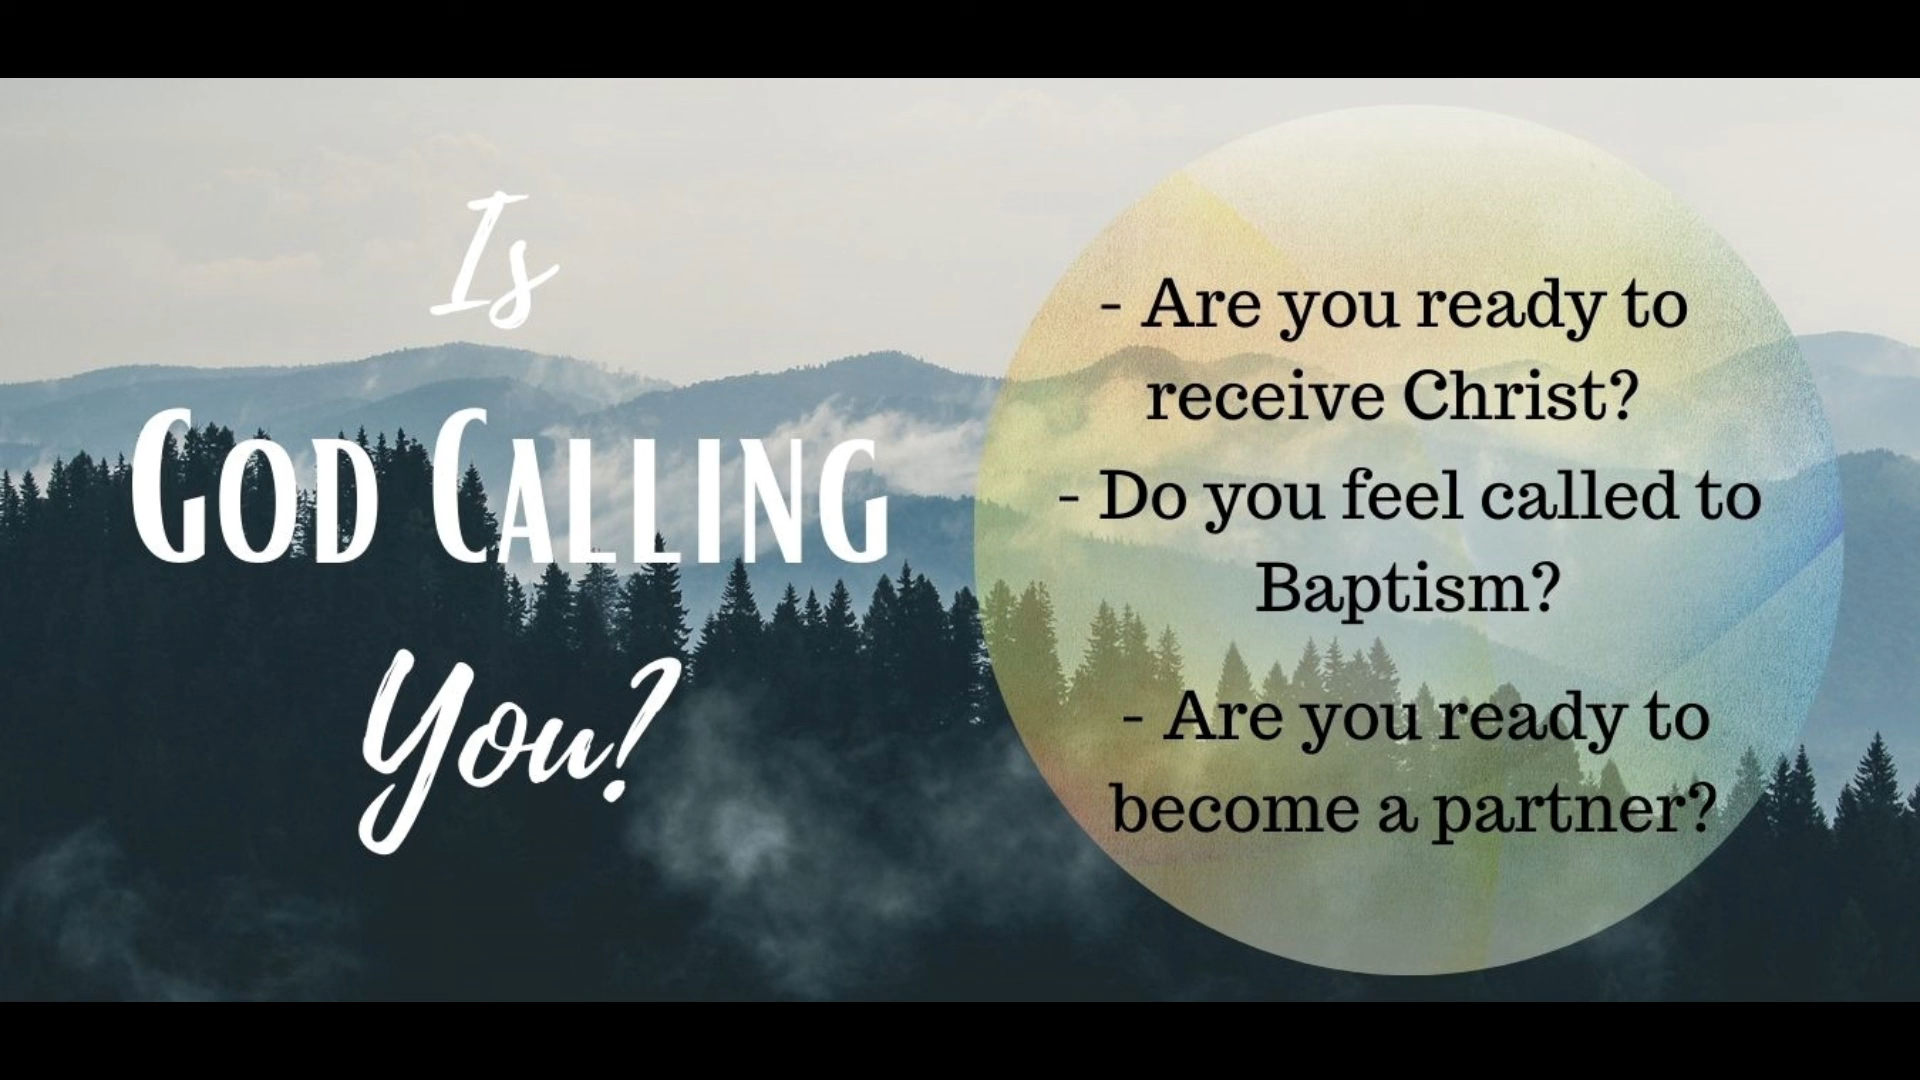 Is
GOD CALLING
You?
- Are you ready to
receive Christ?
- Do you feel called to
Baptism?
- Are you ready to
become a partner?